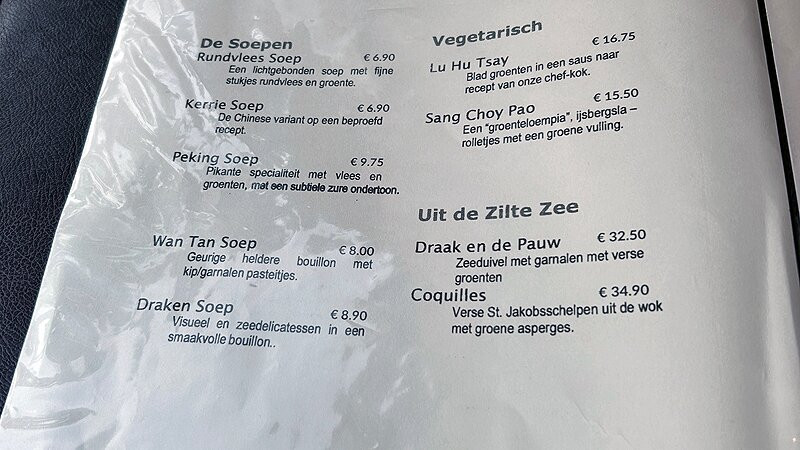 De Soepen
Rundvlees Soep € 6.90
Een lichtgebonden soep met fijne
stukjes rundvlees en groente.
Kerrie Soep € 6.90
De Chinese variant op een beproefd
recept.
Peking Soep € 9.75
Pikante specialiteit met vlees en
groenten, met een subtiele zure ondertoon.
Wan Tan Soep € 8.00
Geurige heldere bouillon met
kip/garnalen pasteitjes.
Draken Soep € 8.90
Visueel en zeedelicatessen in een
smaakvolle bouillon..
Vegetarisch
Lu Hu Tsay € 16.75
Blad groenten in een saus naar
recept van onze chef-kok.
Sang Choy Pao € 15.50
Een "groenteloempia", ijsbergsla –
rolletjes met een groene vulling.
Uit de Zilte Zee
Draak en de Pauw € 32.50
Zeeduivel met garnalen met verse
groenten
Coquilles € 34.90
Verse St. Jakobsschelpen uit de wok
met groene asperges.